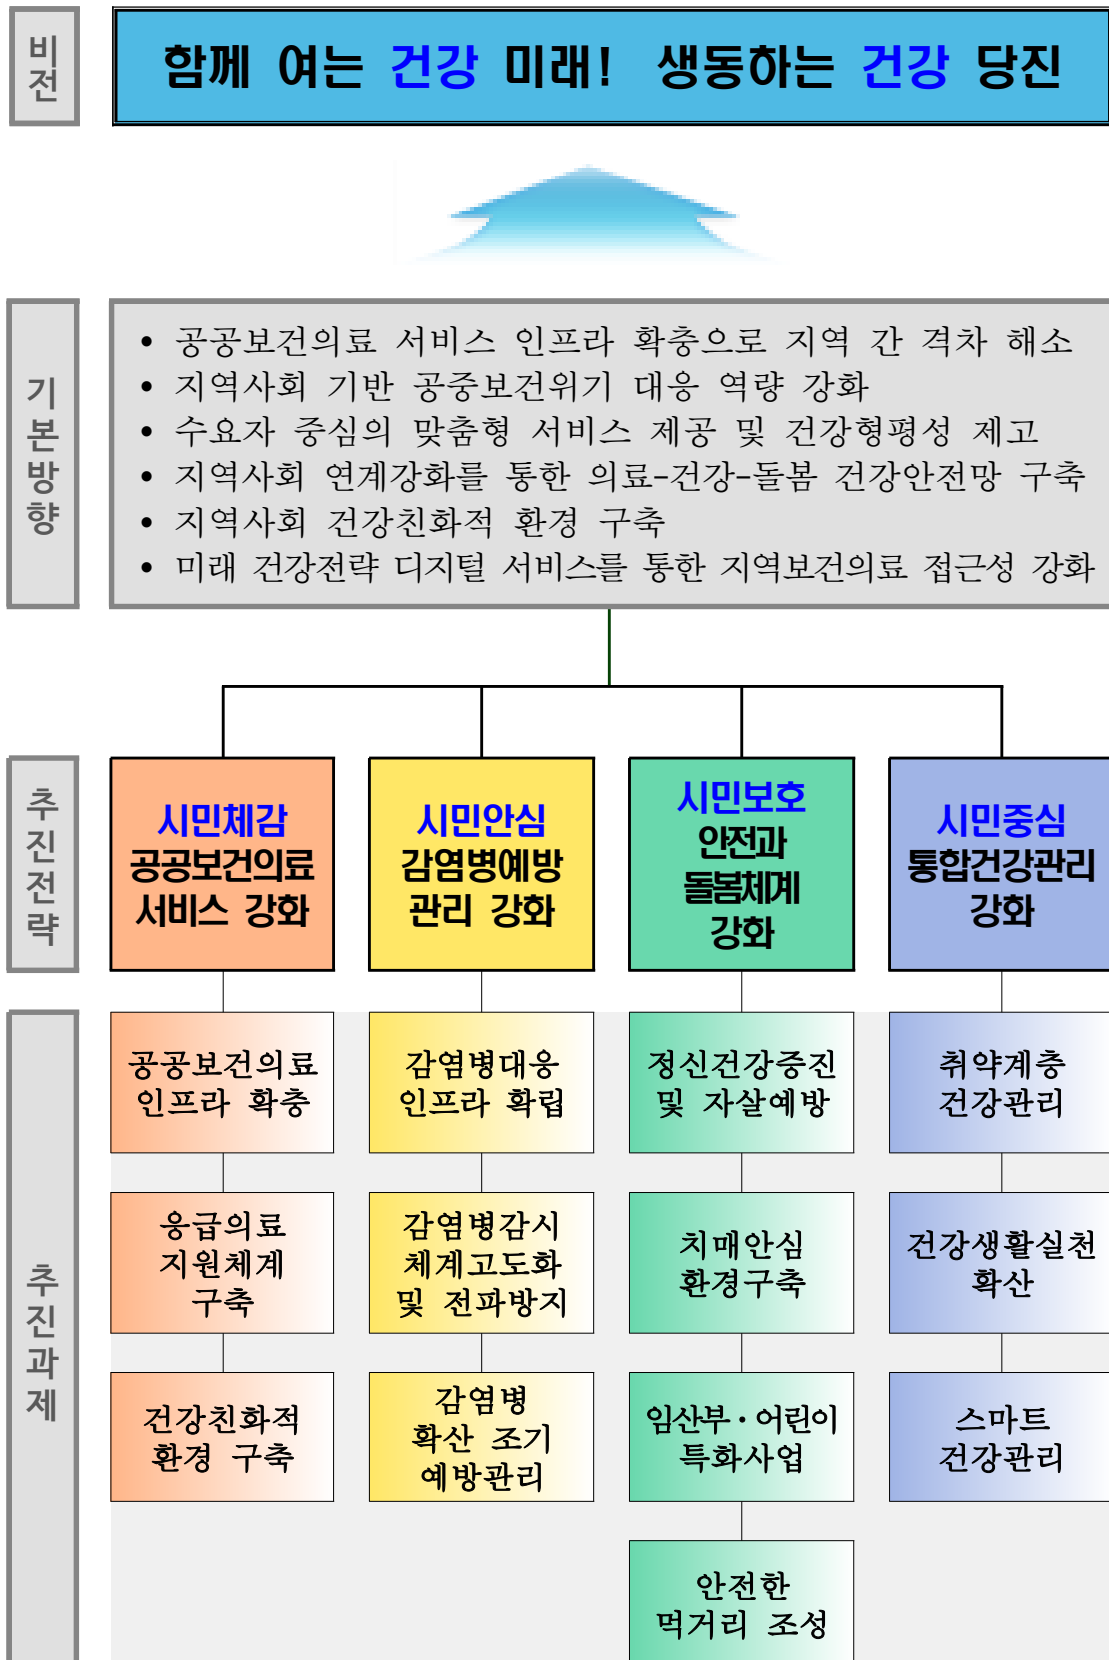 비전
함께 여는 건강 미래! 생동하는 건강 당진
기본방향
• 공공보건의료 서비스 인프라 확충으로 지역 간 격차 해소
• 지역사회 기반 공중보건위기 대응 역량 강화
• 수요자 중심의 맞춤형 서비스 제공 및 건강형평성 제고
• 지역사회 연계강화를 통한 의료-건강-돌봄 건강안전망 구축
• 지역사회 건강친화적 환경 구축
• 미래 건강전략 디지털 서비스를 통한 지역보건의료 접근성 강화
추진전략
시민체감
공공보건의료
서비스 강화
시민안심
감염병예방
관리 강화
시민보호
안전과
돌봄체계
강화
시민중심
통합건강관리
강화
추진과제
공공보건의료
인프라 확충
감염병대응
인프라 확립
정신건강증진
및 자살예방
취약계층
건강관리
응급의료
지원체계
구축
감염병감시
체계고도화
및 전파방지
치매안심
환경구축
건강생활실천
확산
건강친화적
환경 구축
감염병
확산 조기
예방관리
임산부·어린이
특화사업
스마트
건강관리
안전한
먹거리 조성